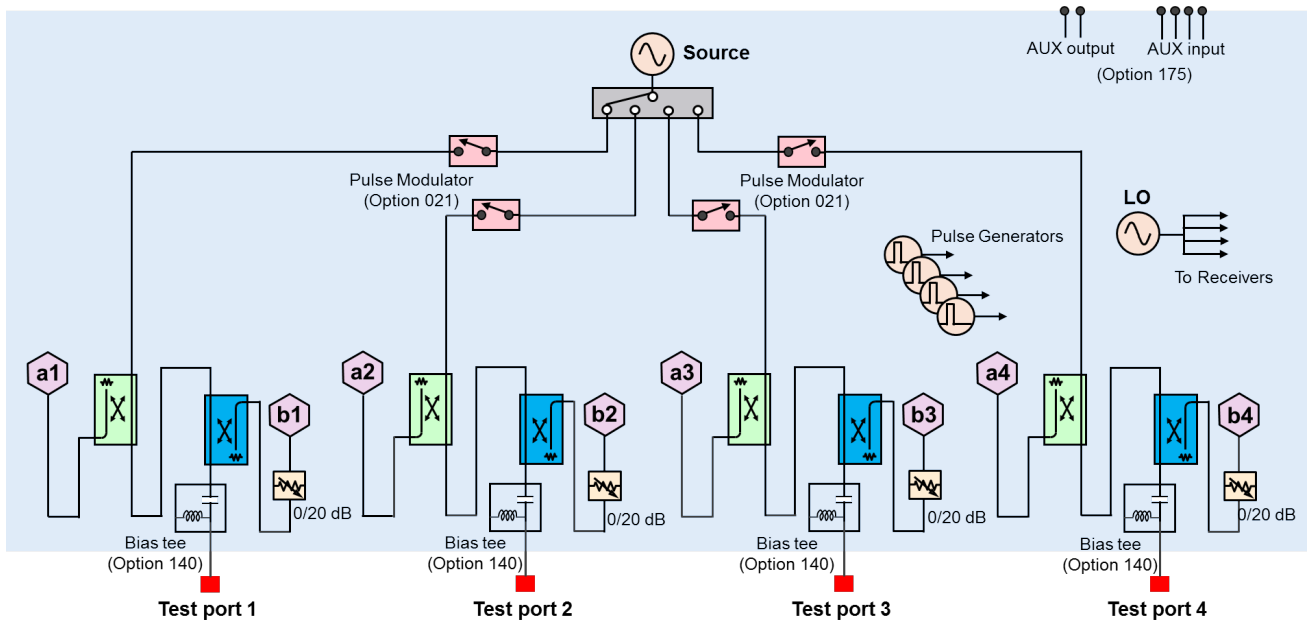 AUX output
AUX input
(Option 175)
Source
Pulse Modulator
(Option 021)
Pulse Modulator
(Option 021)
LO
Pulse Generators
To Receivers
a1
b1
a2
b2
a3
b3
a4
b4
0/20 dB
0/20 dB
0/20 dB
0/20 dB
Bias tee
(Option 140)
Bias tee
(Option 140)
Bias tee
(Option 140)
Bias tee
(Option 140)
Test port 1
Test port 2
Test port 3
Test port 4